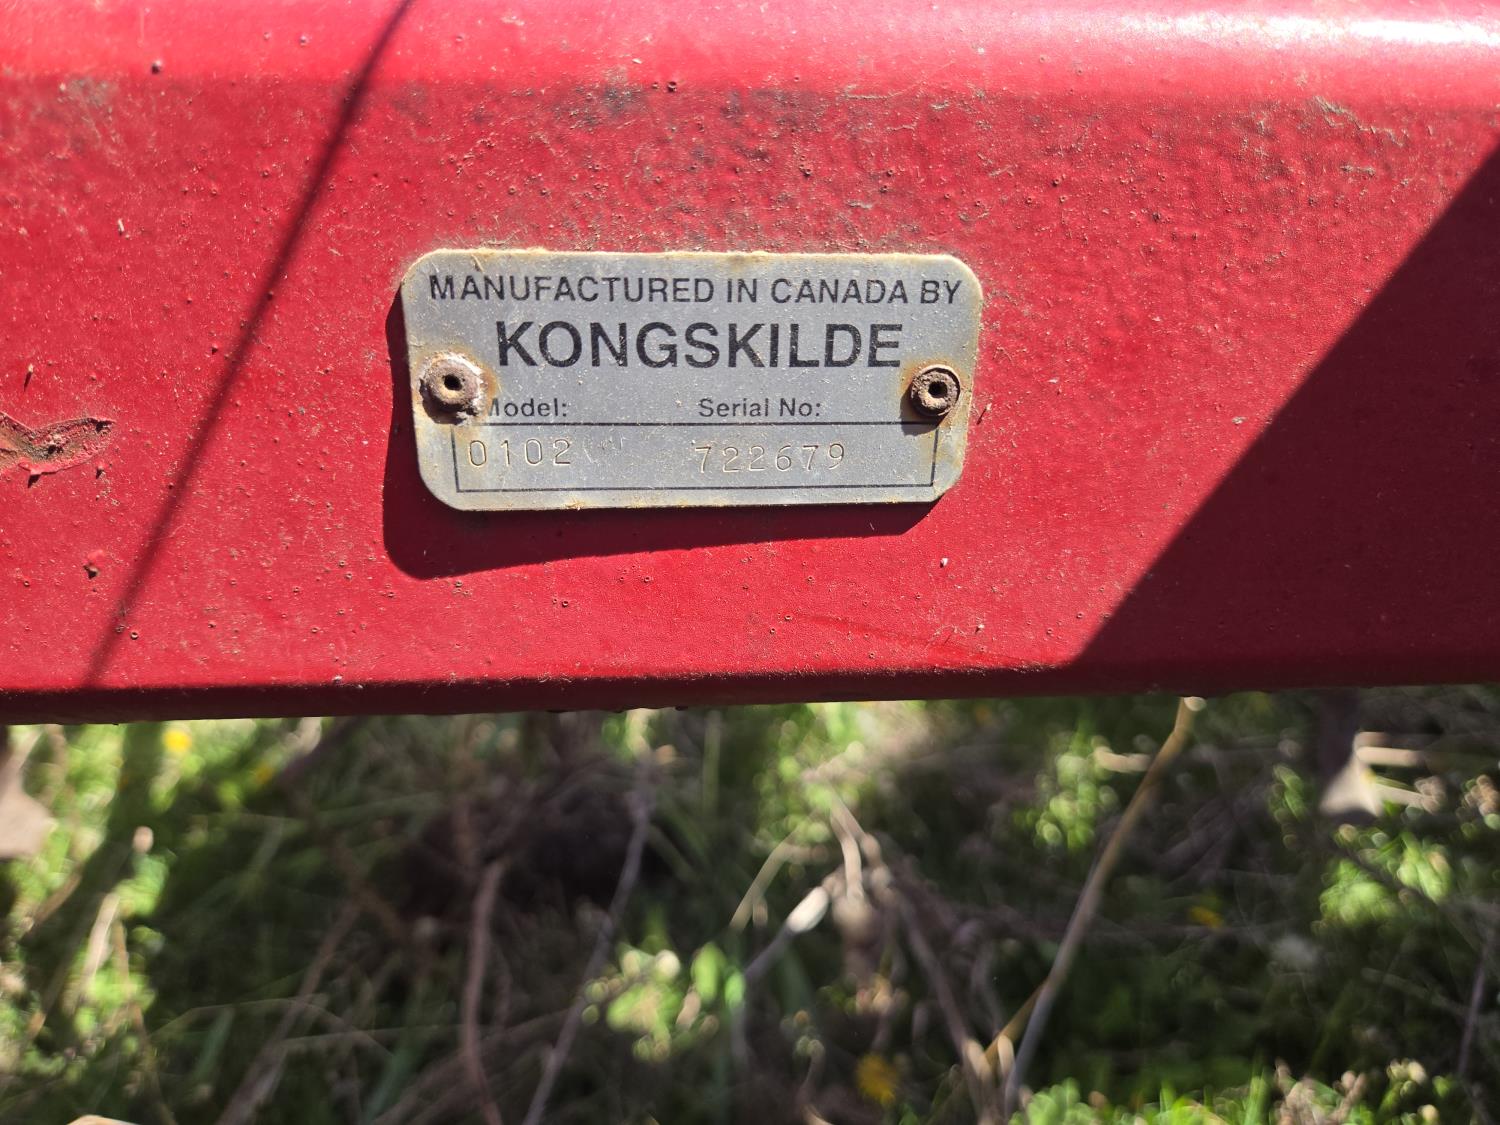 MANUFACTURED IN CANADA BY
KONGSKILDE
Model: Serial No:
0102 722679